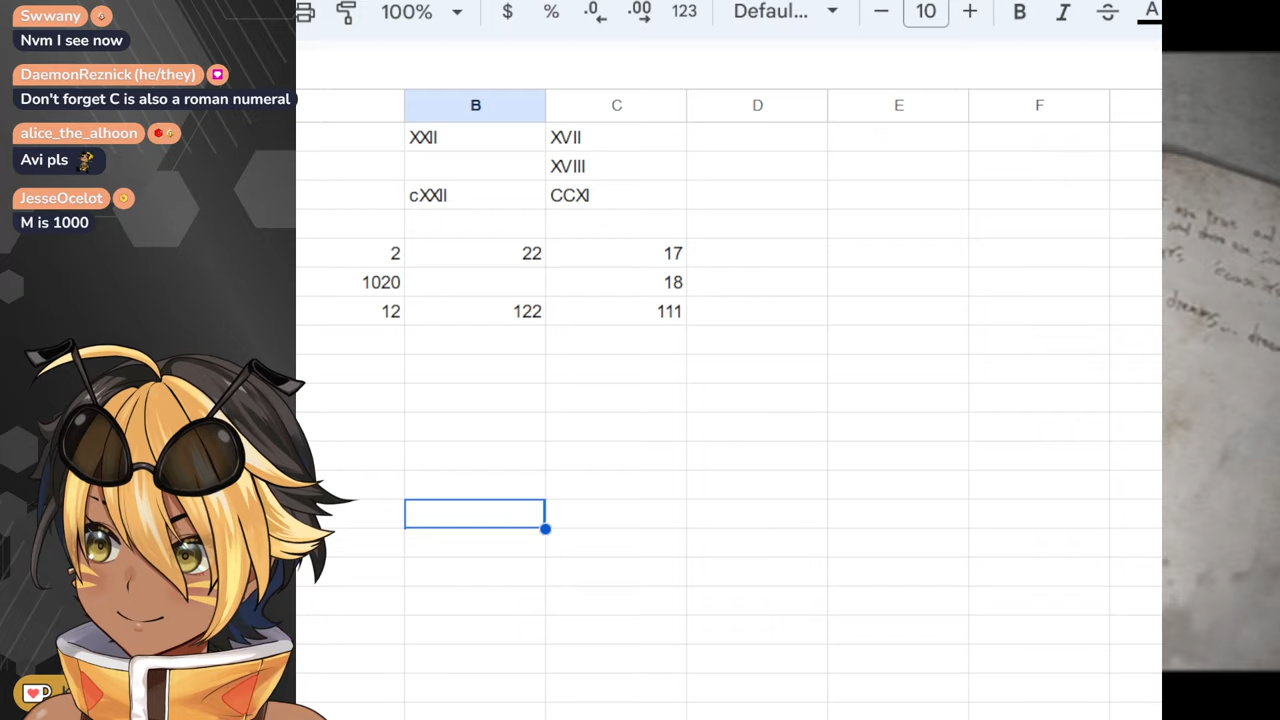 Swwany
Nvm I see now
DaemonReznick (he/they)
Don't forget C is also a roman numeral
alice_the_alhoon
Avi pls
JesseOcelot
M is 1000
100% $ % .0 .00 123 Defaul... 10 B I A
B C D E F
XXII XVII
XVIII
cXXII CCXI
2 22 17
1020 18
12 122 111